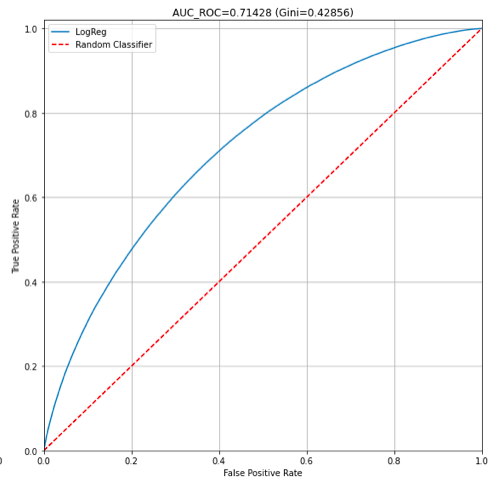 AUC_ROC=0.71428 (Gini=0.42856)
LogReg
Random Classifier
1.0
0.8
0.6
0.4
0.2
0.0
True Positive Rate
0
0.0 0.2 0.4 0.6 0.8 1.0
False Positive Rate